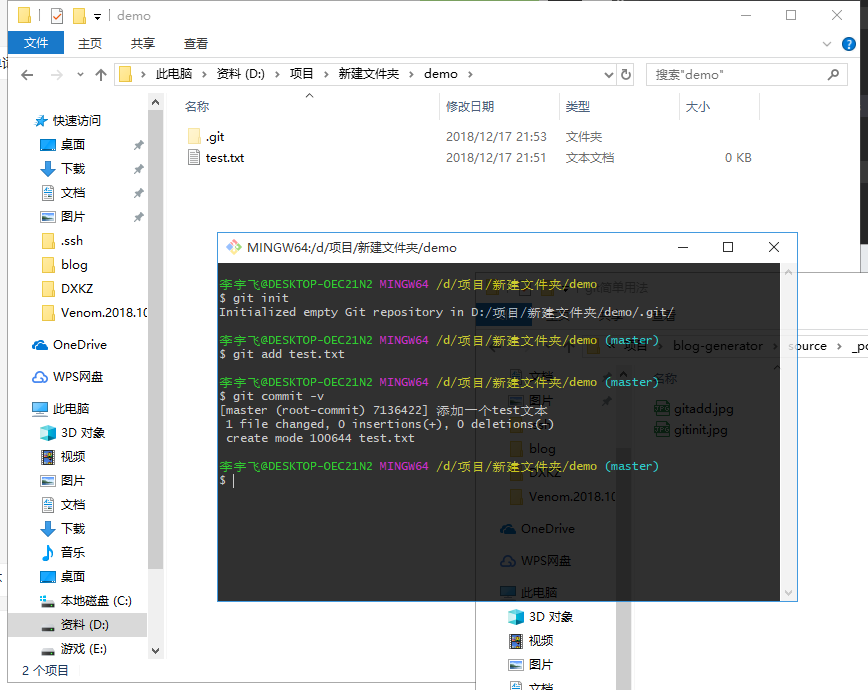 demo
文件 主页 共享 查看
此电脑 资料 (D:) 项目 新建文件夹 demo
搜索"demo"
名称 修改日期 类型 大小
.git 2018/12/17 21:53 文件夹
test.txt 2018/12/17 21:51 文本文档 0 KB
快速访问
桌面
下载
文档
图片
.ssh
blog
DXKZ
Venom.2018.10
OneDrive
WPS网盘
此电脑
3D 对象
视频
图片
文档
下载
音乐
桌面
本地磁盘 (C:)
资料 (D:)
游戏 (E:)
2 个项目
MINGW64:/d/项目/新建文件夹/demo
李宇飞@DESKTOP-OEC21N2 MINGW64 /d/项目/新建文件夹/demo
$ git init
Initialized empty Git repository in D:/项目/新建文件夹/demo/.git/
李宇飞@DESKTOP-OEC21N2 MINGW64 /d/项目/新建文件夹/demo (master)
$ git add test.txt
李宇飞@DESKTOP-OEC21N2 MINGW64 /d/项目/新建文件夹/demo (master)
$ git commit -v
[master (root-commit) 7136422] 添加一个test文本
1 file changed, 0 insertions(+), 0 deletions(-)
create mode 100644 test.txt
李宇飞@DESKTOP-OEC21N2 MINGW64 /d/项目/新建文件夹/demo (master)
$
项目 blog-generator source _po
名称
gitadd.jpg
gitinit.jpg
文档
图片
blog
DXKZ
Venom.2018.10
OneDrive
WPS网盘
此电脑
3D 对象
视频
图片
文档